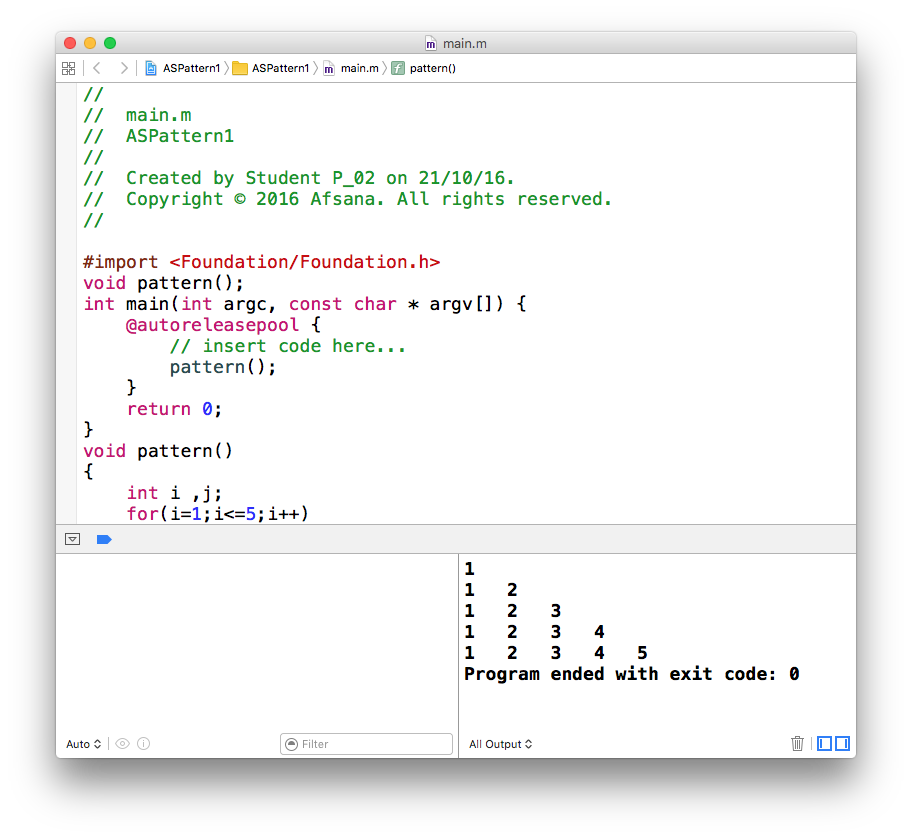 main.m
ASPattern1 ASPattern1 main.m pattern()
//
//  main.m
//  ASPattern1
//
//  Created by Student P_02 on 21/10/16.
//  Copyright © 2016 Afsana. All rights reserved.
//
#import <Foundation/Foundation.h>
void pattern();
int main(int argc, const char * argv[]) {
    @autoreleasepool {
        // insert code here...
        pattern();
    }
    return 0;
}
void pattern()
{
    int i ,j;
    for(i=1;i<=5;i++)
1
1   2
1   2   3
1   2   3   4
1   2   3   4   5
Program ended with exit code: 0
Auto Filter All Output